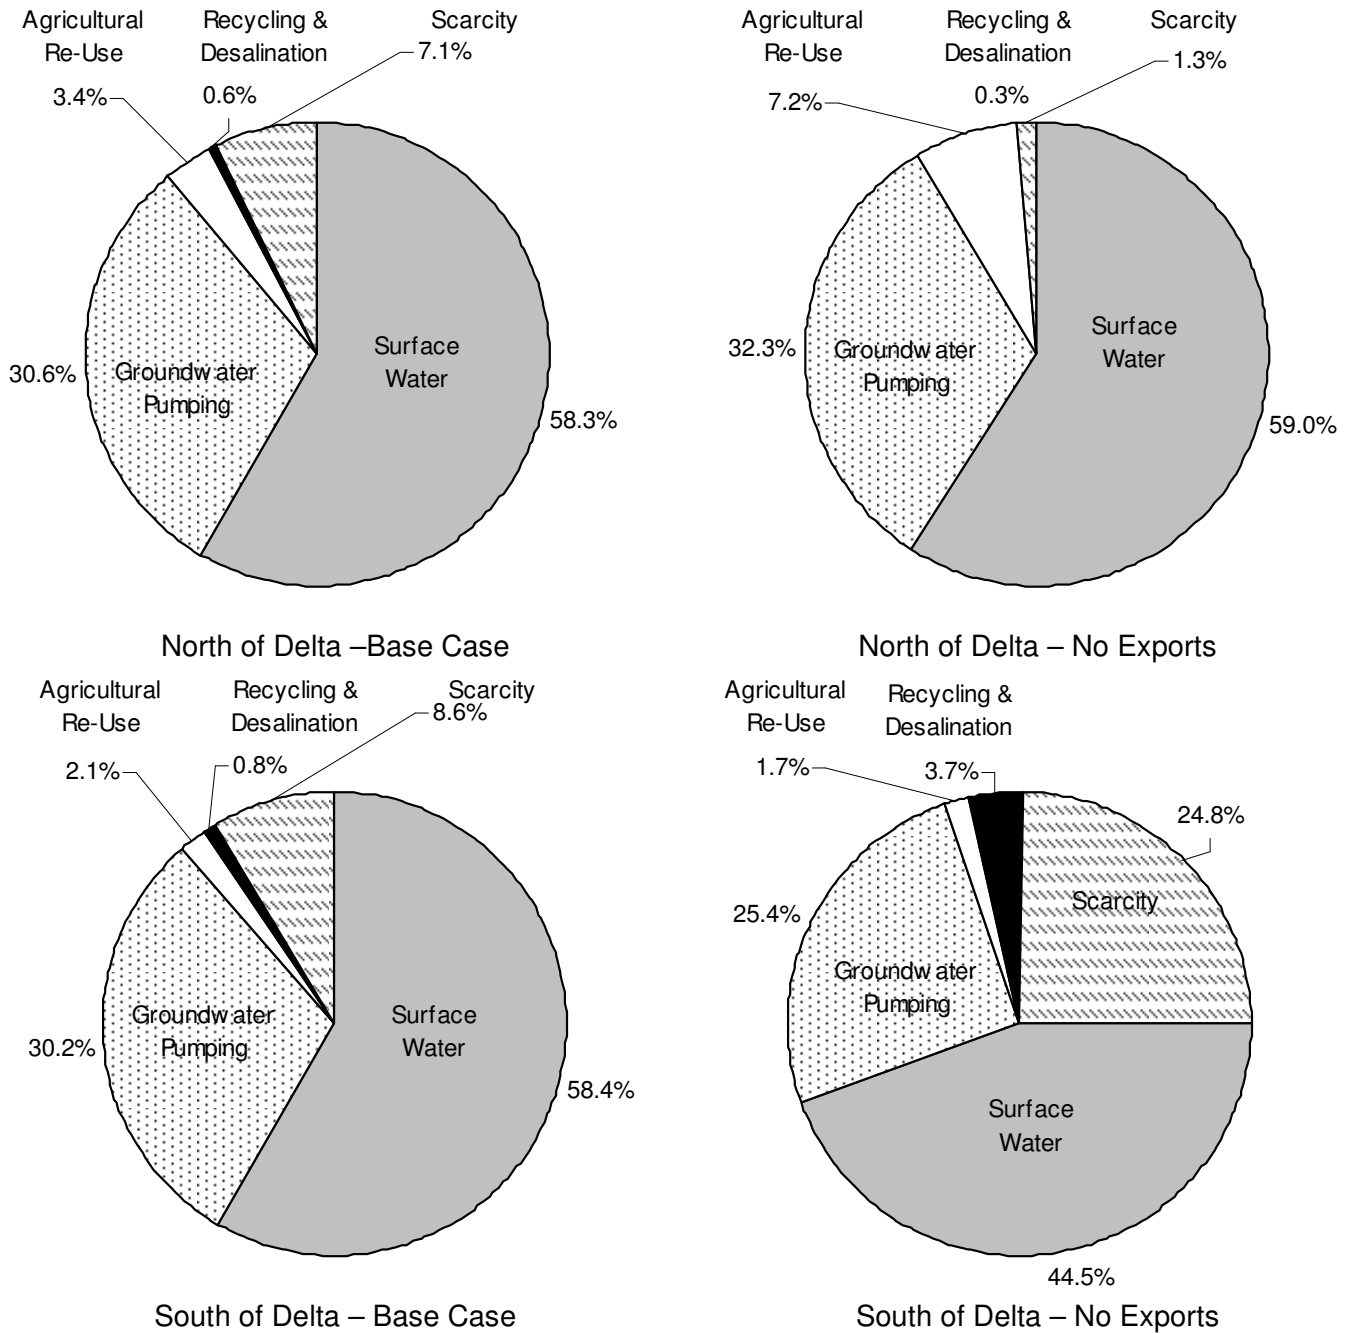 Agricultural
Re-Use
3.4%
Recycling &
Desalination
0.6%
Scarcity
7.1%
30.6%
Groundwater
Pumping
Surface
Water
58.3%
North of Delta –Base Case
Agricultural
Re-Use
7.2%
Recycling &
Desalination
0.3%
Scarcity
1.3%
32.3%
Groundwater
Pumping
Surface
Water
59.0%
North of Delta – No Exports
Agricultural
Re-Use
2.1%
Recycling &
Desalination
0.8%
Scarcity
8.6%
30.2%
Groundwater
Pumping
Surface
Water
58.4%
South of Delta – Base Case
Agricultural
Re-Use
1.7%
Recycling &
Desalination
3.7%
24.8%
Scarcity
25.4%
Groundwater
Pumping
Surface
Water
44.5%
South of Delta – No Exports